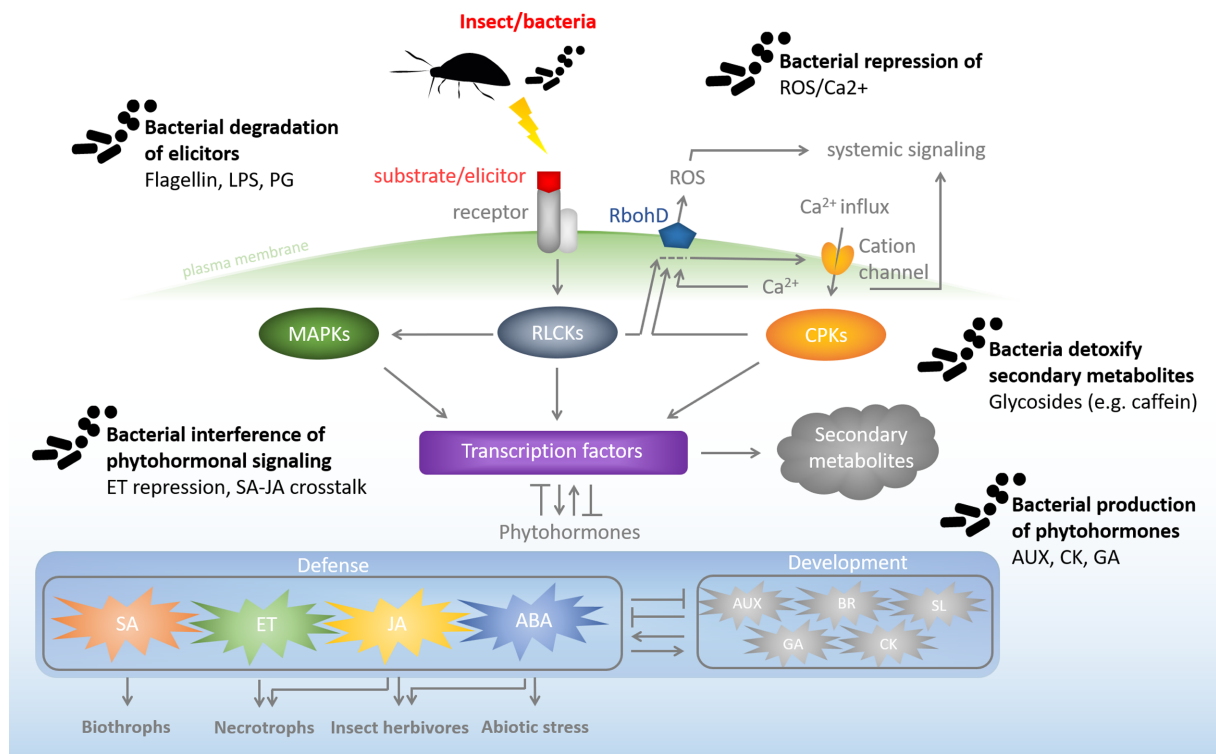 Insect/bacteria
Bacterial repression of
ROS/Ca2+
Bacterial degradation
of elicitors
Flagellin, LPS, PG
substrate/elicitor
receptor
RbohD
ROS
systemic signaling
Ca2+ influx
Cation
channel
plasma membrane
Ca2+
MAPKs
RLCKs
CPKs
Bacteria detoxify
secondary metabolites
Glycosides (e.g. caffein)
Bacterial interference of
phytohormonal signaling
ET repression, SA-JA crosstalk
Transcription factors
Secondary
metabolites
Phytohormones
Bacterial production
of phytohormones
AUX, CK, GA
Defense
Development
SA
ET
JA
ABA
AUX
BR
SL
GA
CK
Biothrophs
Necrotrophs
Insect herbivores
Abiotic stress